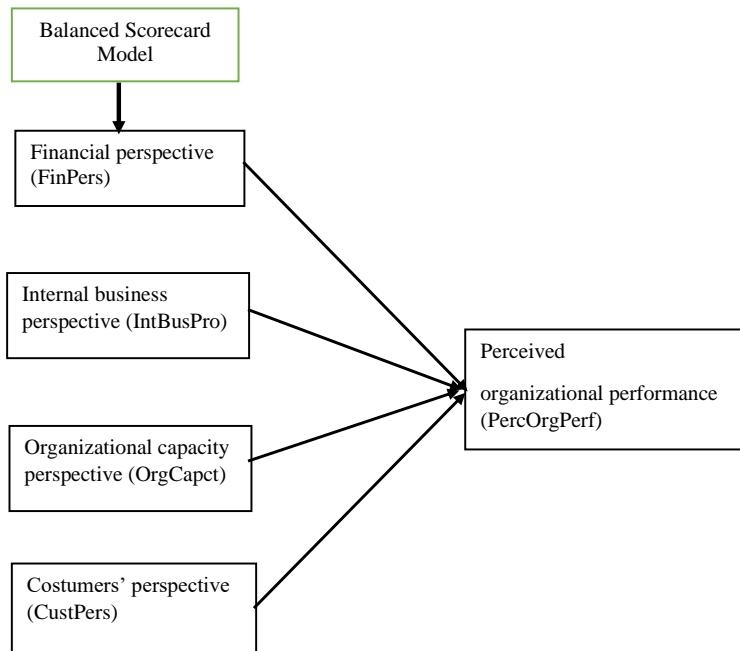 Balanced Scorecard
Model
Financial perspective
(FinPers)
Internal business
perspective (IntBusPro)
Perceived
organizational performance
(PercOrgPerf)
Organizational capacity
perspective (OrgCapct)
Costumers’ perspective
(CustPers)